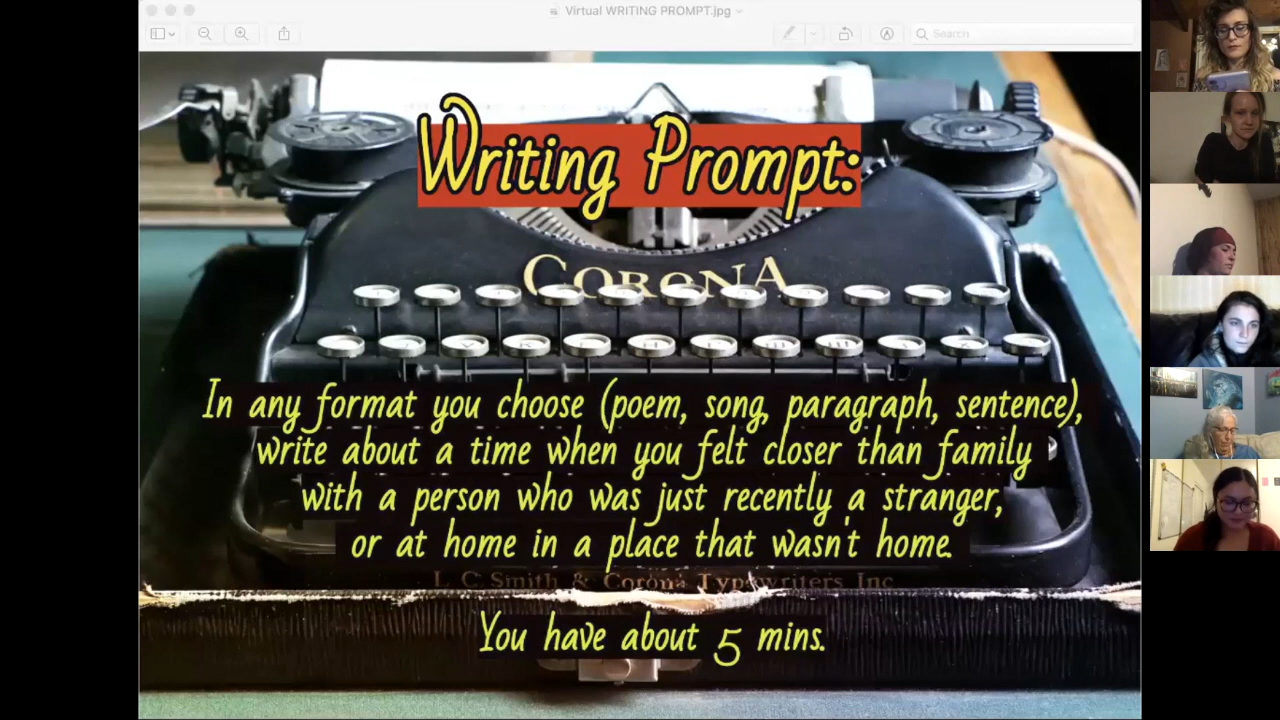 Virtual WRITING PROMPT.jpg
Search
Writing Prompt:
CORONA
In any format you choose (poem, song, paragraph, sentence),
write about a time when you felt closer than family
with a person who was just recently a stranger,
or at home in a place that wasn't home.
L C Smith & Corona Typewriters Inc
You have about 5 mins.